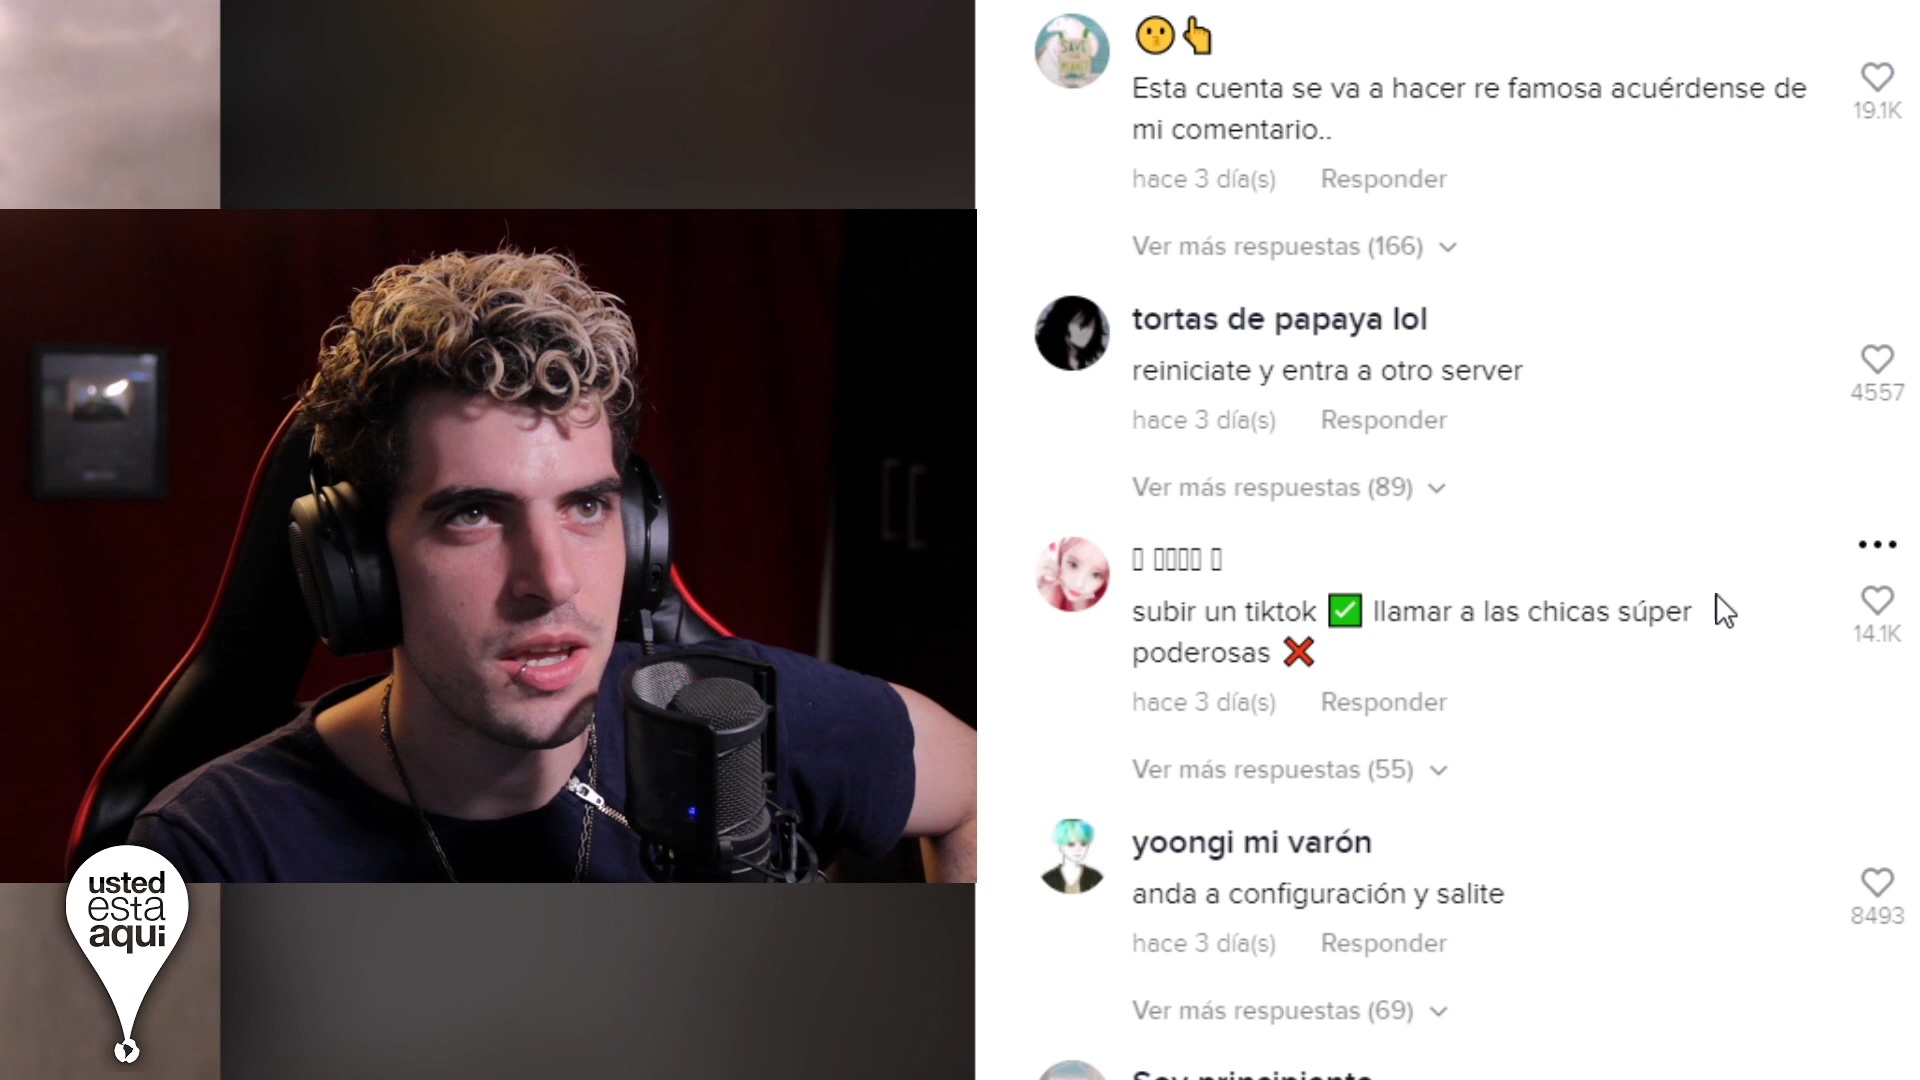 😗👆
Esta cuenta se va a hacer re famosa acuérdense de
mi comentario..
19.1K
hace 3 día(s) Responder
Ver más respuestas (166)
tortas de papaya lol
reiniciate y entra a otro server
4557
hace 3 día(s) Responder
Ver más respuestas (89)
subir un tiktok ✅ llamar a las chicas súper
poderosas ❌
14.1K
hace 3 día(s) Responder
Ver más respuestas (55)
yoongi mi varón
anda a configuración y salite
8493
hace 3 día(s) Responder
Ver más respuestas (69)
usted
esta
aqui